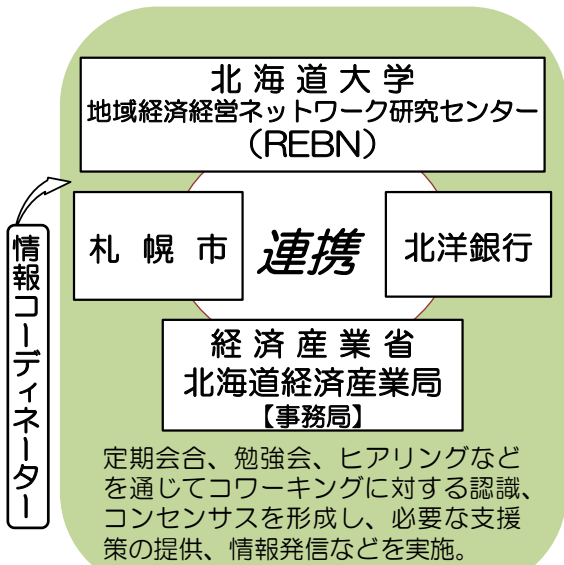 北海道大学
地域経済経営ネットワーク研究センター
（REBN）
札幌市
連携
北洋銀行
経済産業省
北海道経済産業局
【事務局】
情報コーディネーター
定期会合、勉強会、ヒアリングなど
を通じてコワーキングに対する認識、
コンセンサスを形成し、必要な支援
策の提供、情報発信などを実施。